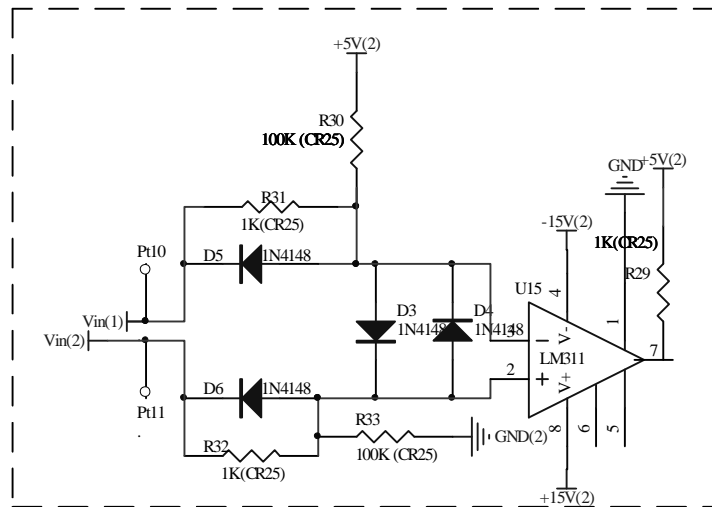 +5V(2)
R30
100K (CR25)
GND
+5V(2)
R31
1K(CR25)
-15V(2)
1K(CR25)
Pt10
D5
1N4148
R29
U15
4
1
Vin(1)
D3
1N4148
D4
1N4148
3
V-
Vin(2)
LM311
7
2
V+
D6
1N4148
Pt11
R33
GND(2)
8
6
5
R32
100K (CR25)
1K(CR25)
+15V(2)